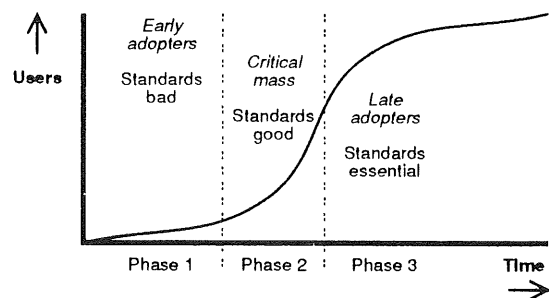 Early
adopters
Standards
bad
Users
Critical
mass
Standards
good
Late
adopters
Standards
essential
Phase 1
Phase 2
Phase 3
Time